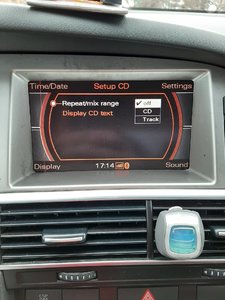 Time/Date Setup CD Settings
Repeat/mix range off
Display CD text CD
Track
Display 17:14 Sound